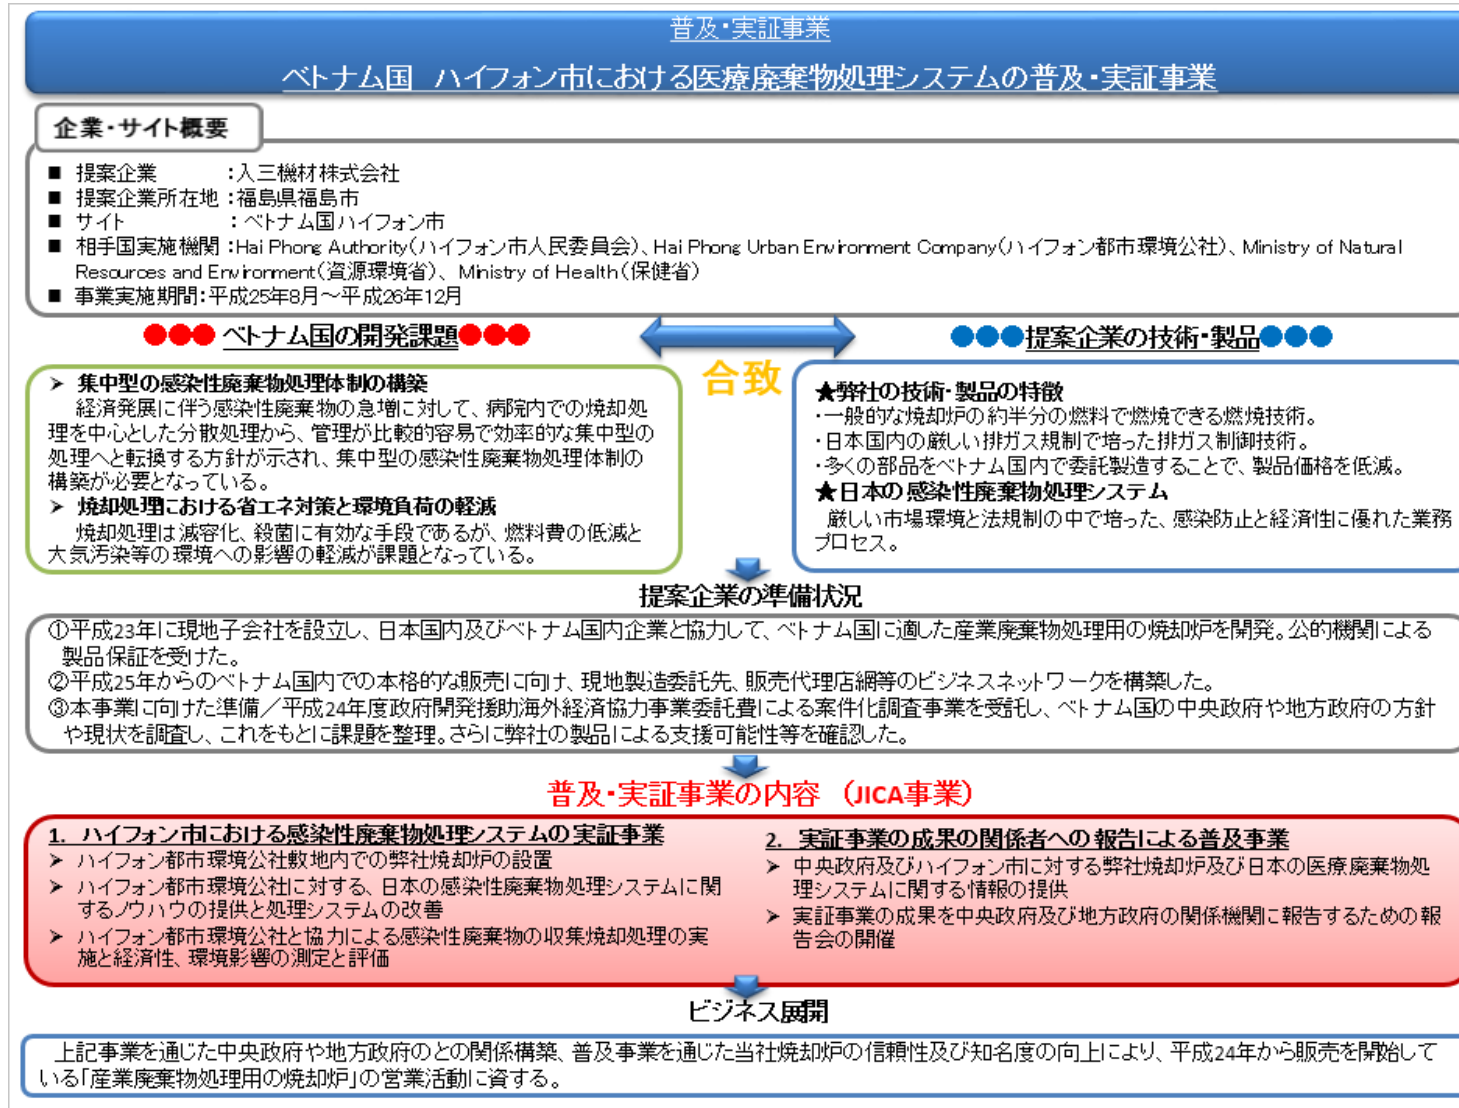 普及・実証事業
ベトナム国　ハイフォン市における医療廃棄物処理システムの普及・実証事業
企業・サイト概要
■ 提案企業　　　：入三機材株式会社
■ 提案企業所在地：福島県福島市
■ サイト　　　　：ベトナム国ハイフォン市
■ 相手国実施機関：Hai Phong Authority（ハイフォン市人民委員会）、Hai Phong Urban Environment Company（ハイフォン都市環境公社）、Ministry of Natural
Resources and Environment（資源環境省）、Ministry of Health（保健省）
■ 事業実施期間：平成25年8月～平成26年12月
●●● ベトナム国の開発課題●●●
➢ 集中型の感染性廃棄物処理体制の構築
経済発展に伴う感染性廃棄物の急増に対して、病院内での焼却処
理を中心とした分散処理から、管理が比較的容易で効率的な集中型の
処理へと転換する方針が示され、集中型の感染性廃棄物処理体制の
構築が必要となっている。
➢ 焼却処理における省エネ対策と環境負荷の軽減
焼却処理は減容化、殺菌に有効な手段であるが、燃料費の低減と
大気汚染等の環境への影響の軽減が課題となっている。
合致
●●●提案企業の技術・製品●●●
★弊社の技術・製品の特徴
・一般的な焼却炉の約半分の燃料で燃焼できる燃焼技術。
・日本国内の厳しい排ガス規制で培った排ガス制御技術。
・多くの部品をベトナム国内で委託製造することで、製品価格を低減。
★日本の感染性廃棄物処理システム
厳しい市場環境と法規制の中で培った、感染防止と経済性に優れた業務
プロセス。
提案企業の準備状況
①平成23年に現地子会社を設立し、日本国内及びベトナム国内企業と協力して、ベトナム国に適した産業廃棄物処理用の焼却炉を開発。公的機関による
製品保証を受けた。
②平成25年からのベトナム国内での本格的な販売に向け、現地製造委託先、販売代理店網等のビジネスネットワークを構築した。
③本事業に向けた準備／平成24年度政府開発援助海外経済協力事業委託費による案件化調査事業を受託し、ベトナム国の中央政府や地方政府の方針
や現状を調査し、これをもとに課題を整理。さらに弊社の製品による支援可能性等を確認した。
普及・実証事業の内容　（JICA事業）
1. ハイフォン市における感染性廃棄物処理システムの実証事業
➢ ハイフォン都市環境公社敷地内での弊社焼却炉の設置
➢ ハイフォン都市環境公社に対する、日本の感染性廃棄物処理システムに関
するノウハウの提供と処理システムの改善
➢ ハイフォン都市環境公社と協力による感染性廃棄物の収集焼却処理の実
施と経済性、環境影響の測定と評価
2. 実証事業の成果の関係者への報告による普及事業
➢ 中央政府及びハイフォン市に対する弊社焼却炉及び日本の医療廃棄物処
理システムに関する情報の提供
➢ 実証事業の成果を中央政府及び地方政府の関係機関に報告するための報
告会の開催
ビジネス展開
上記事業を通じた中央政府や地方政府のとの関係構築、普及事業を通じた当社焼却炉の信頼性及び知名度の向上により、平成24年から販売を開始して
いる「産業廃棄物処理用の焼却炉」の営業活動に資する。